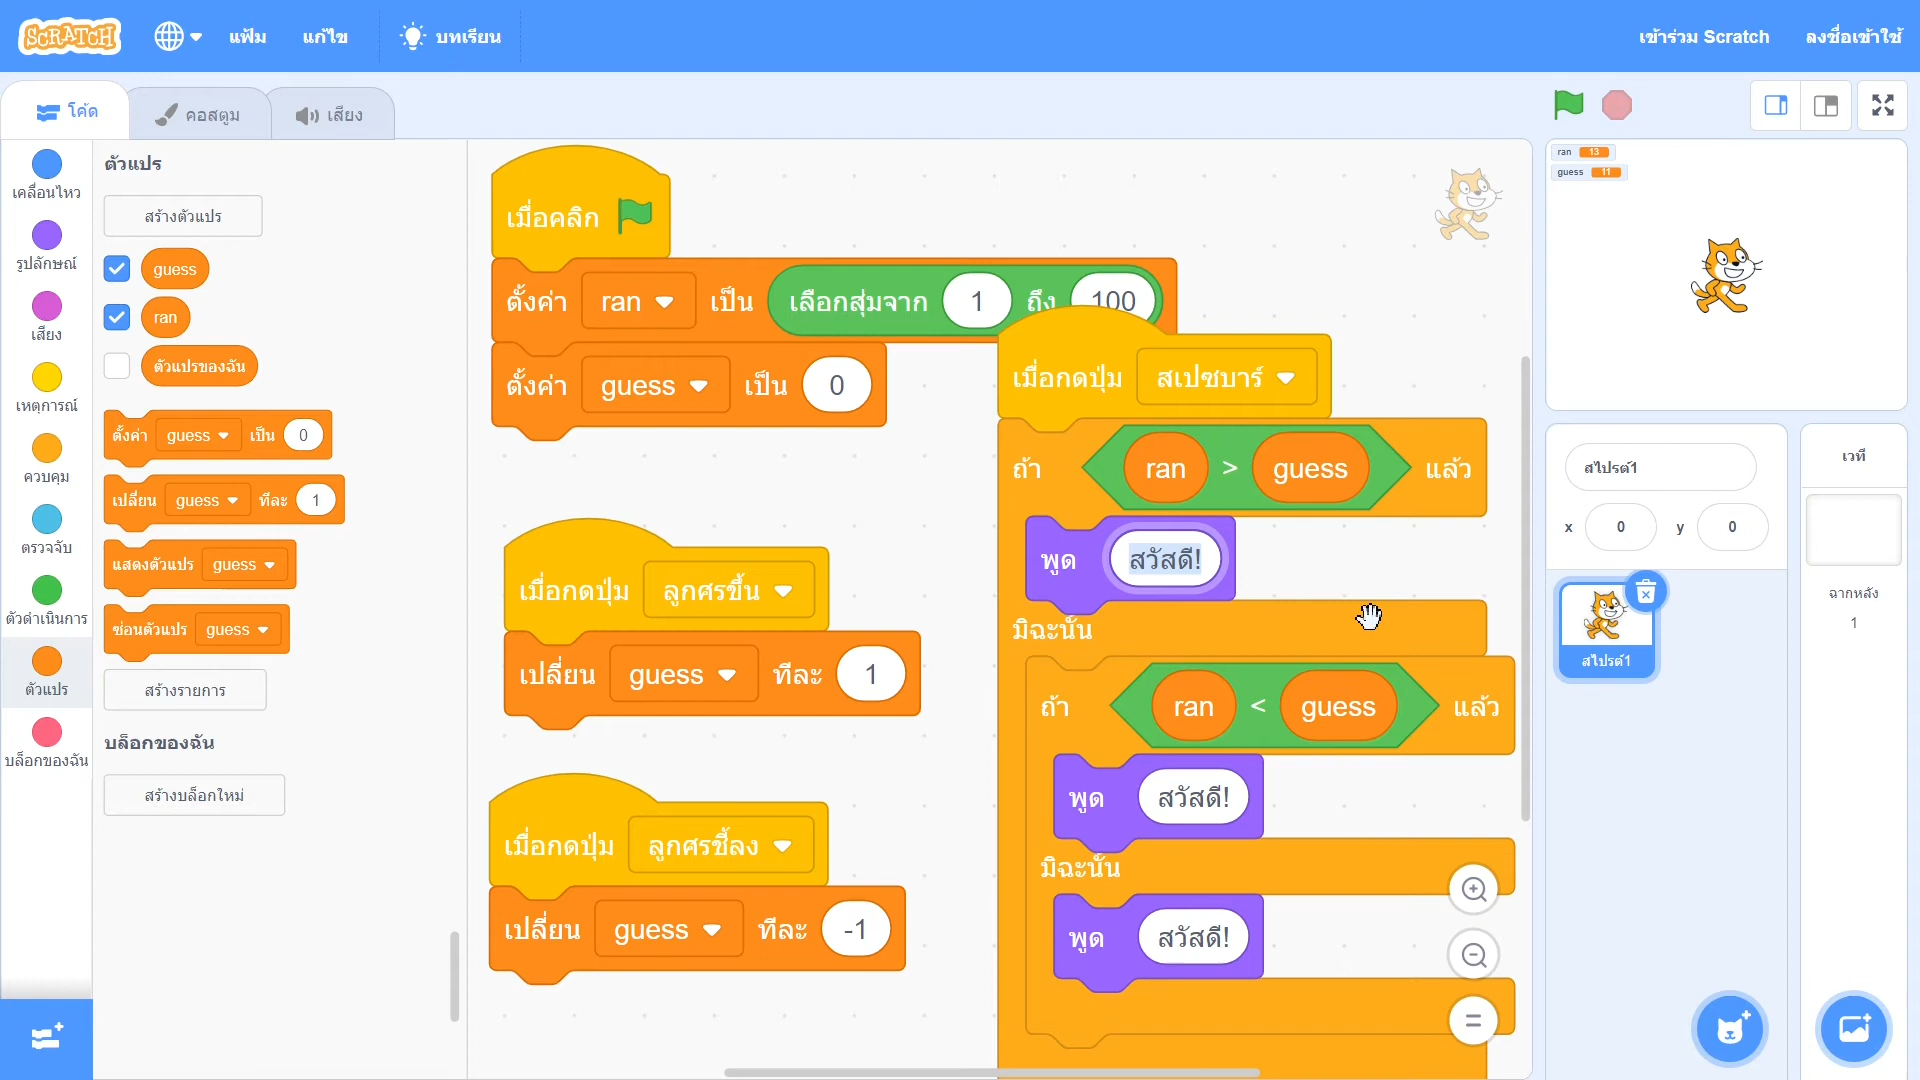 SCRATCH
แฟ้ม
แก้ไข
บทเรียน
เข้าร่วม Scratch
ลงชื่อเข้าใช้
โค้ด
คอสตูม
เสียง
เคลื่อนไหว
รูปลักษณ์
เสียง
เหตุการณ์
ควบคุม
ตรวจจับ
ตัวดำเนินการ
ตัวแปร
บล็อกของฉัน
ตัวแปร
สร้างตัวแปร
guess
ran
ตัวแปรของฉัน
ตั้งค่า guess เป็น 0
เปลี่ยน guess ทีละ 1
แสดงตัวแปร guess
ซ่อนตัวแปร guess
สร้างรายการ
บล็อกของฉัน
สร้างบล็อกใหม่
เมื่อคลิก
ตั้งค่า ran เป็น เลือกสุ่มจาก 1 ถึง 100
ตั้งค่า guess เป็น 0
เมื่อกดปุ่ม ลูกศรขึ้น
เปลี่ยน guess ทีละ 1
เมื่อกดปุ่ม ลูกศรชี้ลง
เปลี่ยน guess ทีละ -1
เมื่อกดปุ่ม สเปซบาร์
ถ้า ran > guess แล้ว
พูด สวัสดี!
มิฉะนั้น
ถ้า ran < guess แล้ว
พูด สวัสดี!
มิฉะนั้น
พูด สวัสดี!
ran 13
guess 11
สไปรต์1
x 0 y 0
สไปรต์1
เวที
ฉากหลัง
1